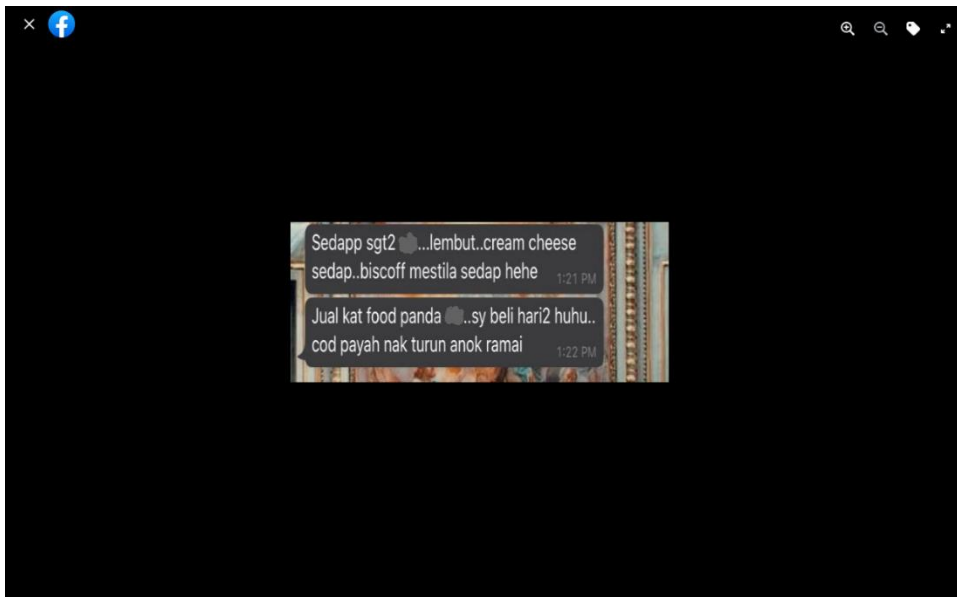 Sedapp sgt2 ...lembut..cream cheese
sedap..biscoff mestila sedap hehe
1:21 PM
Jual kat food panda ..sy beli hari2 huhu..
cod payah nak turun anok ramai
1:22 PM